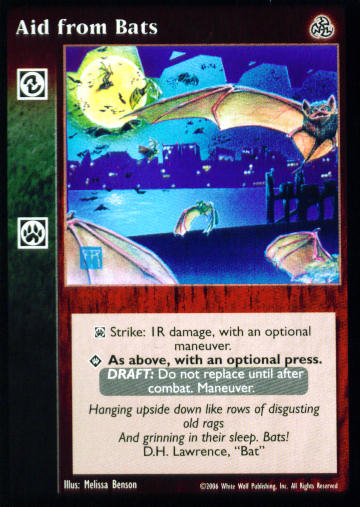 Aid from Bats
Strike: 1R damage, with an optional
maneuver.
As above, with an optional press.
DRAFT: Do not replace until after
combat. Maneuver.
Hanging upside down like rows of disgusting
old rags
And grinning in their sleep. Bats!
D.H. Lawrence, “Bat”
Illus: Melissa Benson
©2006 White Wolf Publishing, Inc. All Rights Reserved